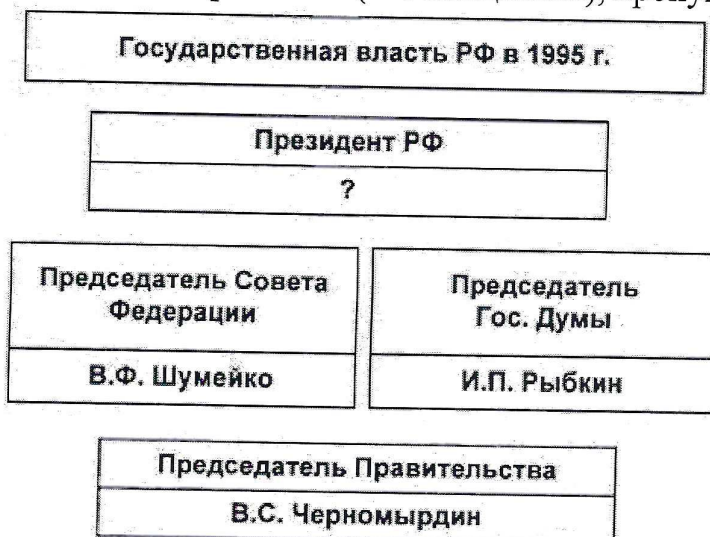 Государственная власть РФ в 1995 г.
Президент РФ
?
Председатель Совета
Федерации
В.Ф. Шумейко
Председатель
Гос. Думы
И.П. Рыбкин
Председатель Правительства
В.С. Черномырдин